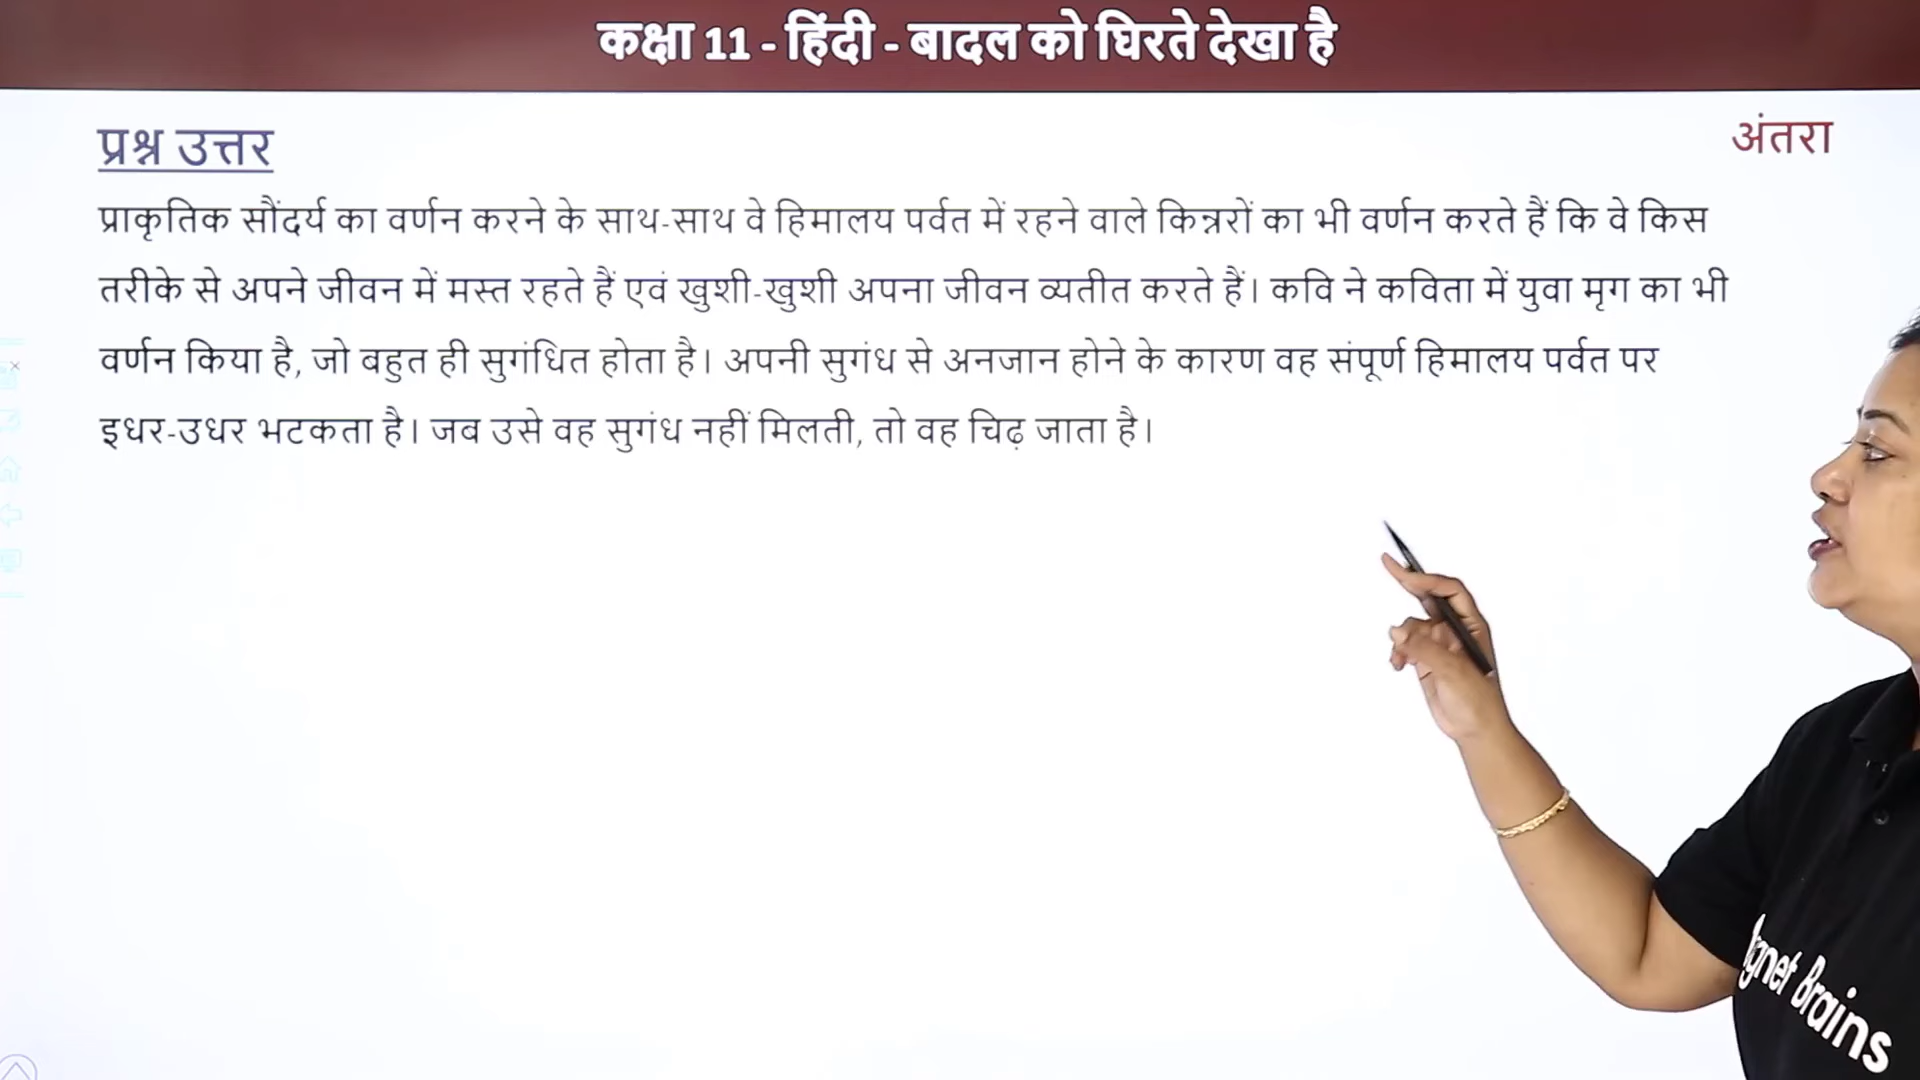 कक्षा 11 - हिंदी - बादल को घिरते देखा है
प्रश्न उत्तर
अंतरा
प्राकृतिक सौंदर्य का वर्णन करने के साथ-साथ वे हिमालय पर्वत में रहने वाले किन्नरों का भी वर्णन करते हैं कि वे किस
तरीके से अपने जीवन में मस्त रहते हैं एवं खुशी-खुशी अपना जीवन व्यतीत करते हैं। कवि ने कविता में युवा मृग का भी
वर्णन किया है, जो बहुत ही सुगंधित होता है। अपनी सुगंध से अनजान होने के कारण वह संपूर्ण हिमालय पर्वत पर
इधर-उधर भटकता है। जब उसे वह सुगंध नहीं मिलती, तो वह चिढ़ जाता है।
Brains